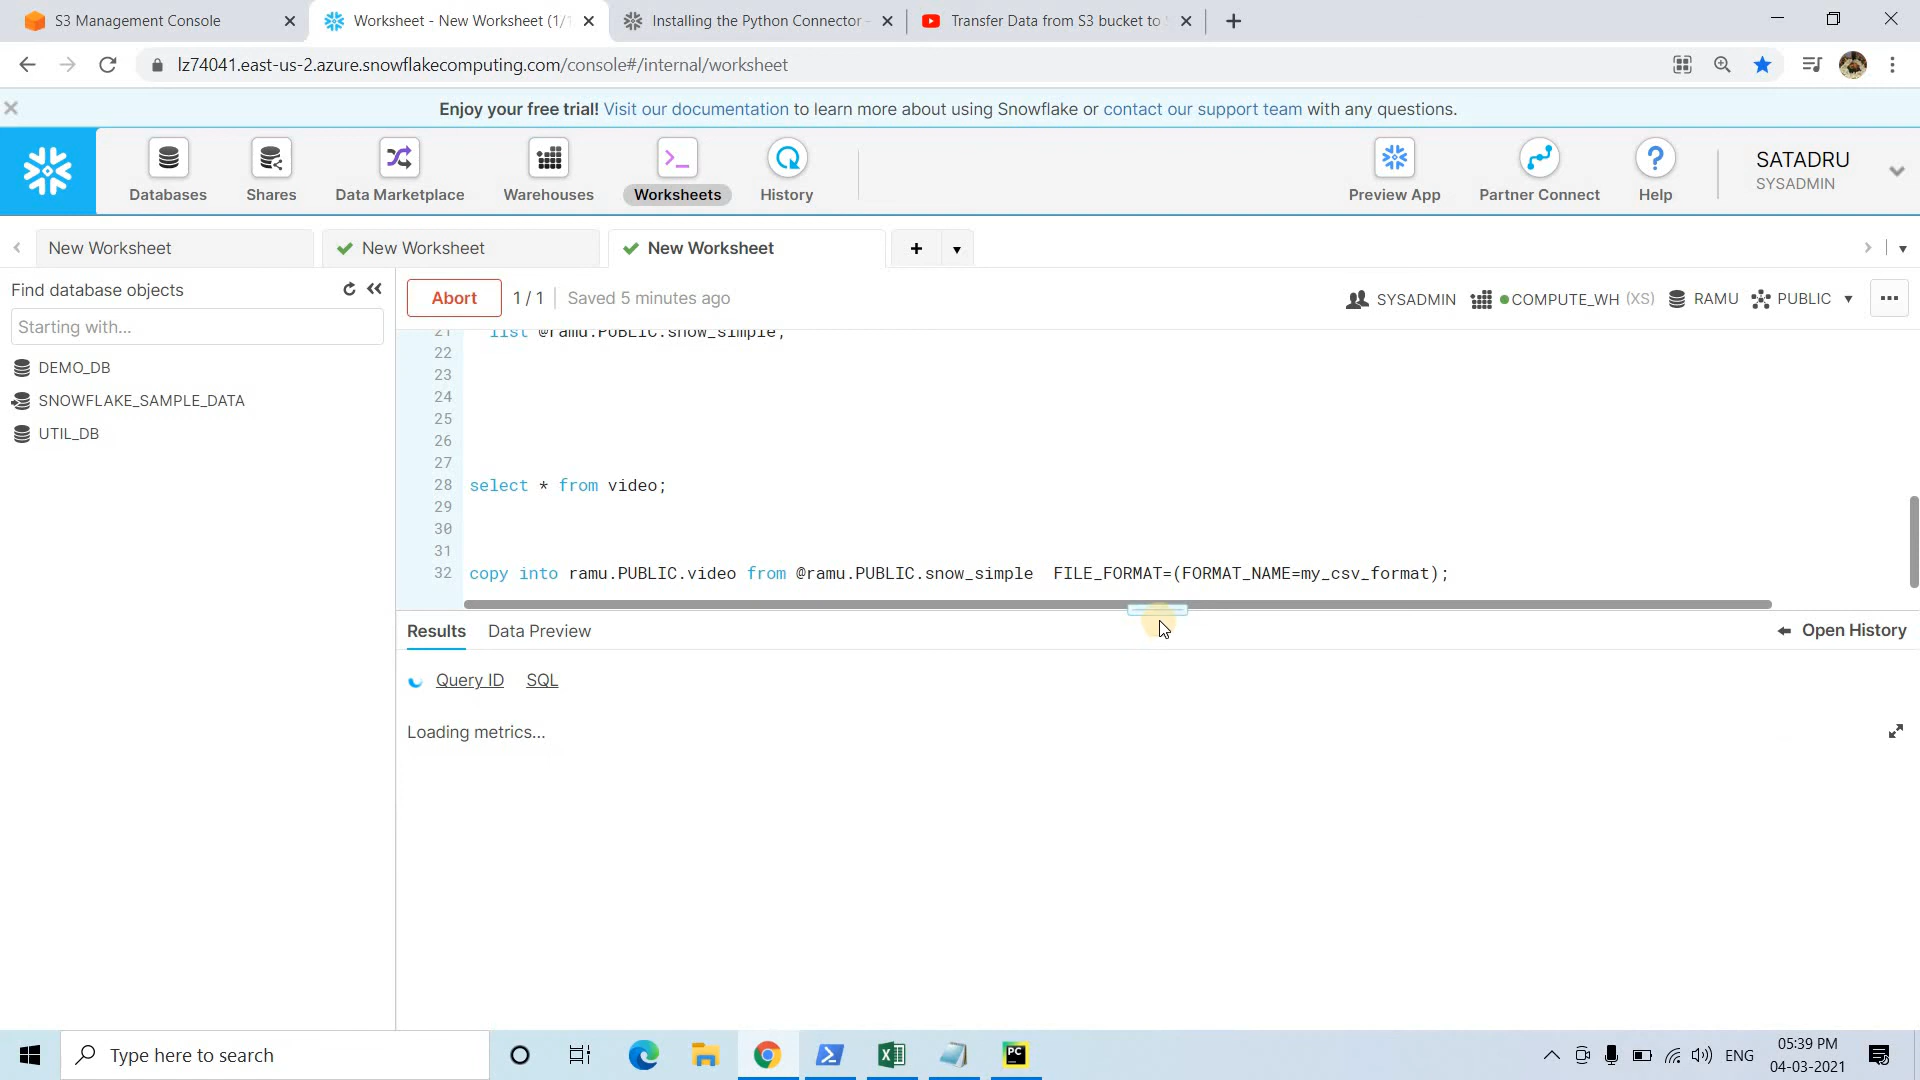 S3 Management Console
Worksheet - New Worksheet (1/1
Installing the Python Connector -
Transfer Data from S3 bucket to
lz74041.east-us-2.azure.snowflakecomputing.com/console#/internal/worksheet
Enjoy your free trial! Visit our documentation to learn more about using Snowflake or contact our support team with any questions.
Databases
Shares
Data Marketplace
Warehouses
Worksheets
History
Preview App
Partner Connect
Help
SATADRU
SYSADMIN
New Worksheet
New Worksheet
New Worksheet
Find database objects
Starting with...
DEMO_DB
SNOWFLAKE_SAMPLE_DATA
UTIL_DB
Abort 1 / 1 Saved 5 minutes ago
SYSADMIN COMPUTE_WH (XS) RAMU PUBLIC
21 list @ramu.PUBLIC.snow_simple;
22
23
24
25
26
27
28 select * from video;
29
30
31
32 copy into ramu.PUBLIC.video from @ramu.PUBLIC.snow_simple FILE_FORMAT=(FORMAT_NAME=my_csv_format);
Results Data Preview
Open History
Query ID SQL
Loading metrics...
Type here to search
PC
ENG
05:39 PM
04-03-2021